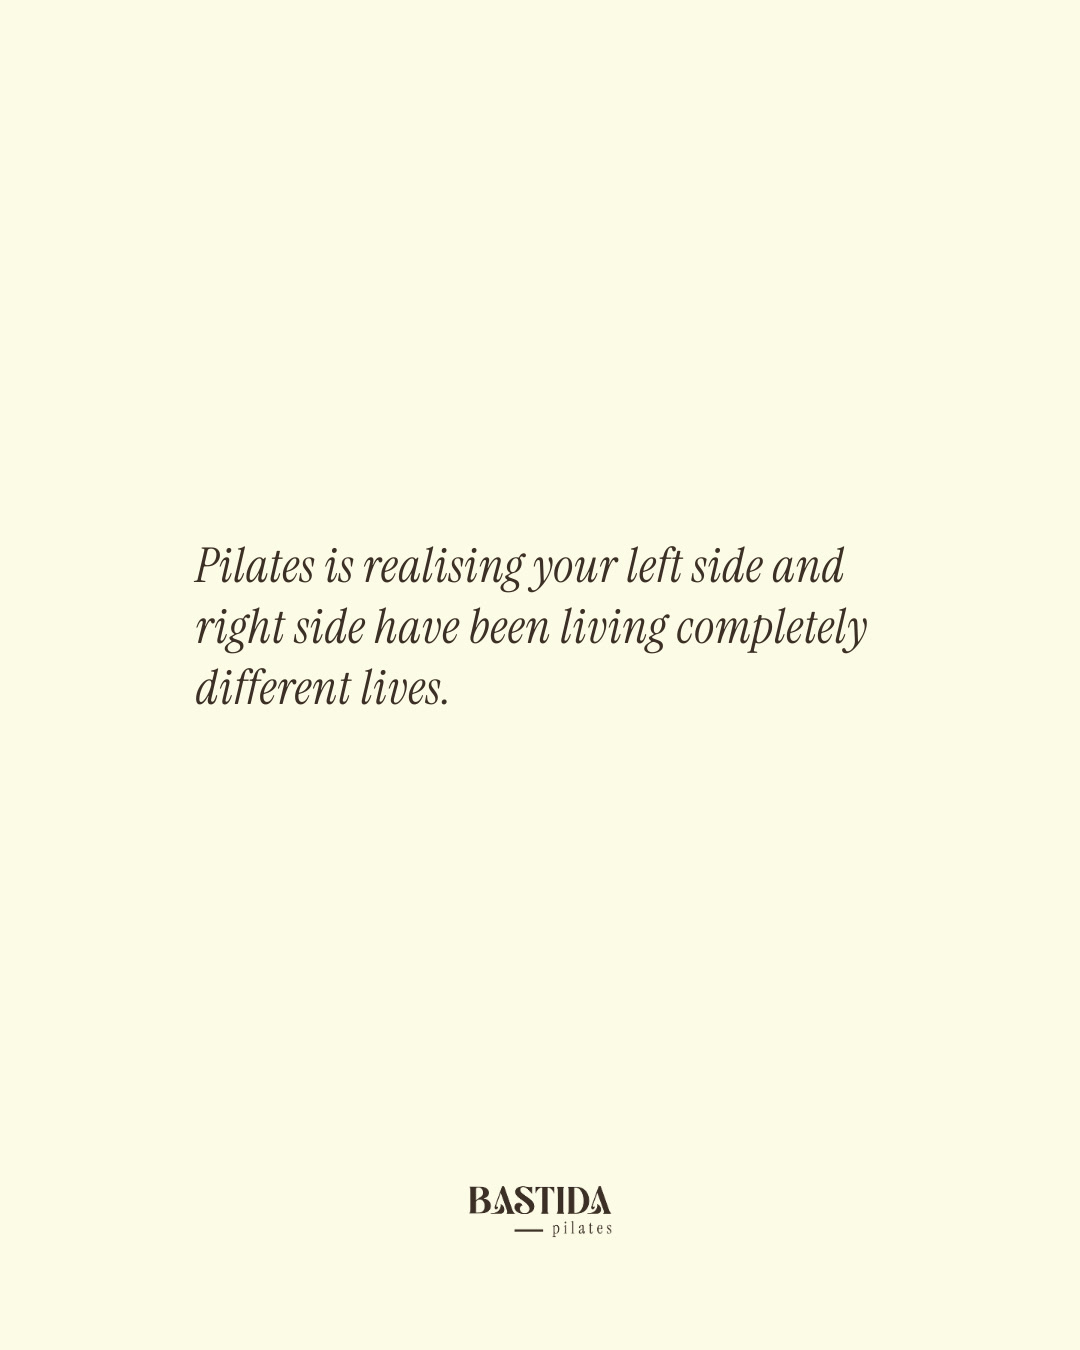 Pilates is realising your left side and
right side have been living completely
different lives.
BASTIDA
pilates